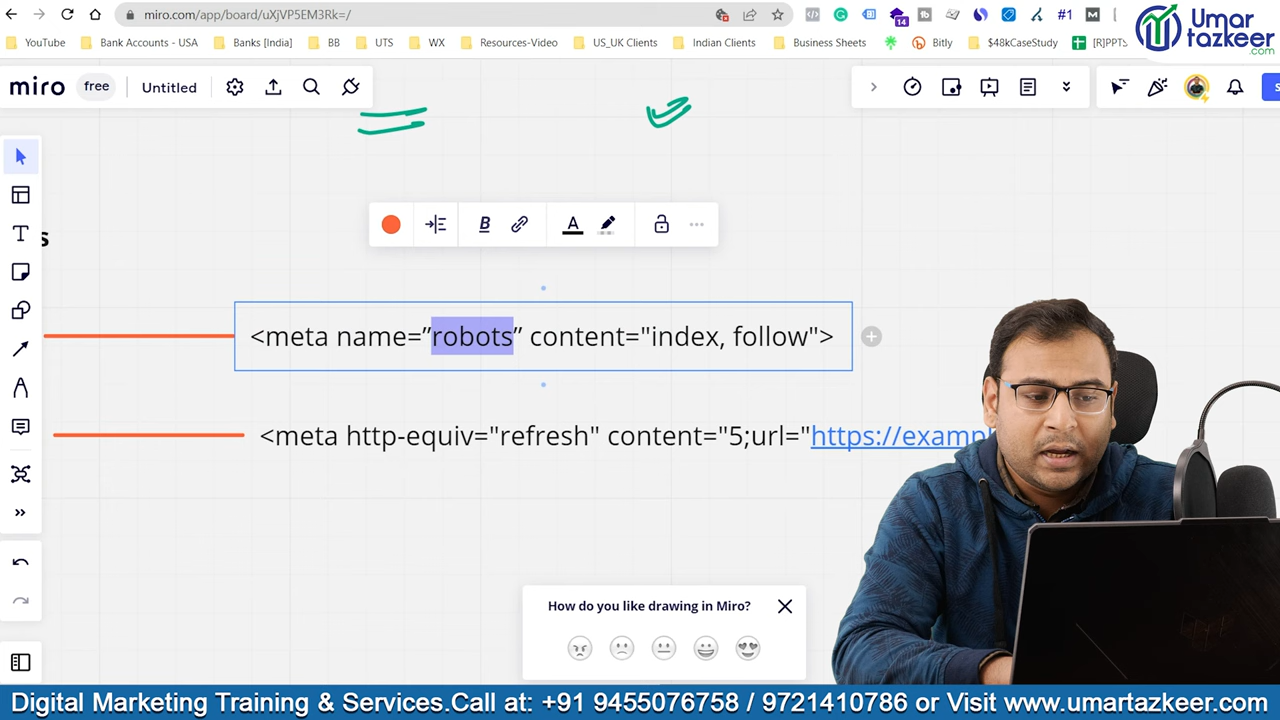 miro.com/app/board/uXjVP5EM3Rk=/
14
#1
M
Umar
tazkeer
.com
YouTube
Bank Accounts - USA
Banks [India]
BB
UTS
WX
Resources-Video
US_UK Clients
Indian Clients
Business Sheets
Bitly
$48kCaseStudy
[R]PPTs
miro
free
Untitled
s
B
A
<meta name=”robots” content="index, follow">
<meta http-equiv="refresh" content="5;url="https://examp
How do you like drawing in Miro?
Digital Marketing Training & Services.Call at: +91 9455076758 / 9721410786 or Visit www.umartazkeer.com